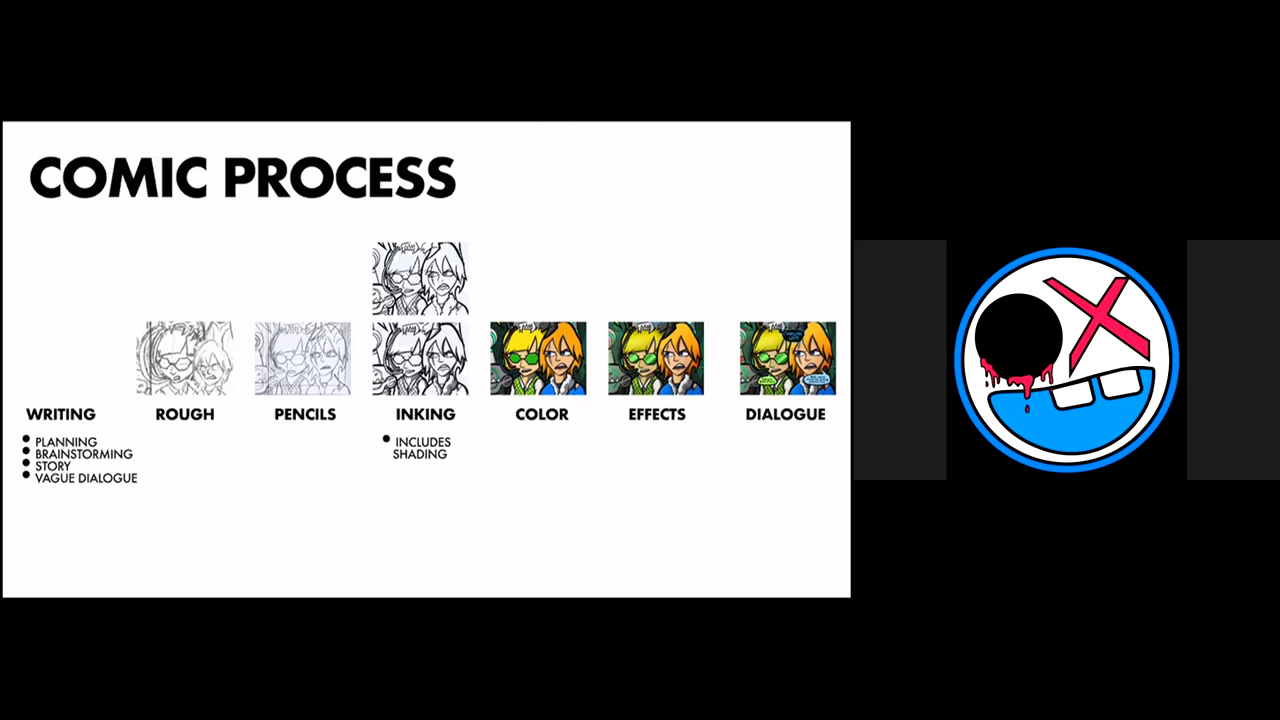 COMIC PROCESS
WRITING
ROUGH
PENCILS
INKING
COLOR
EFFECTS
DIALOGUE
PLANNING
BRAINSTORMING
STORY
VAGUE DIALOGUE
INCLUDES
SHADING